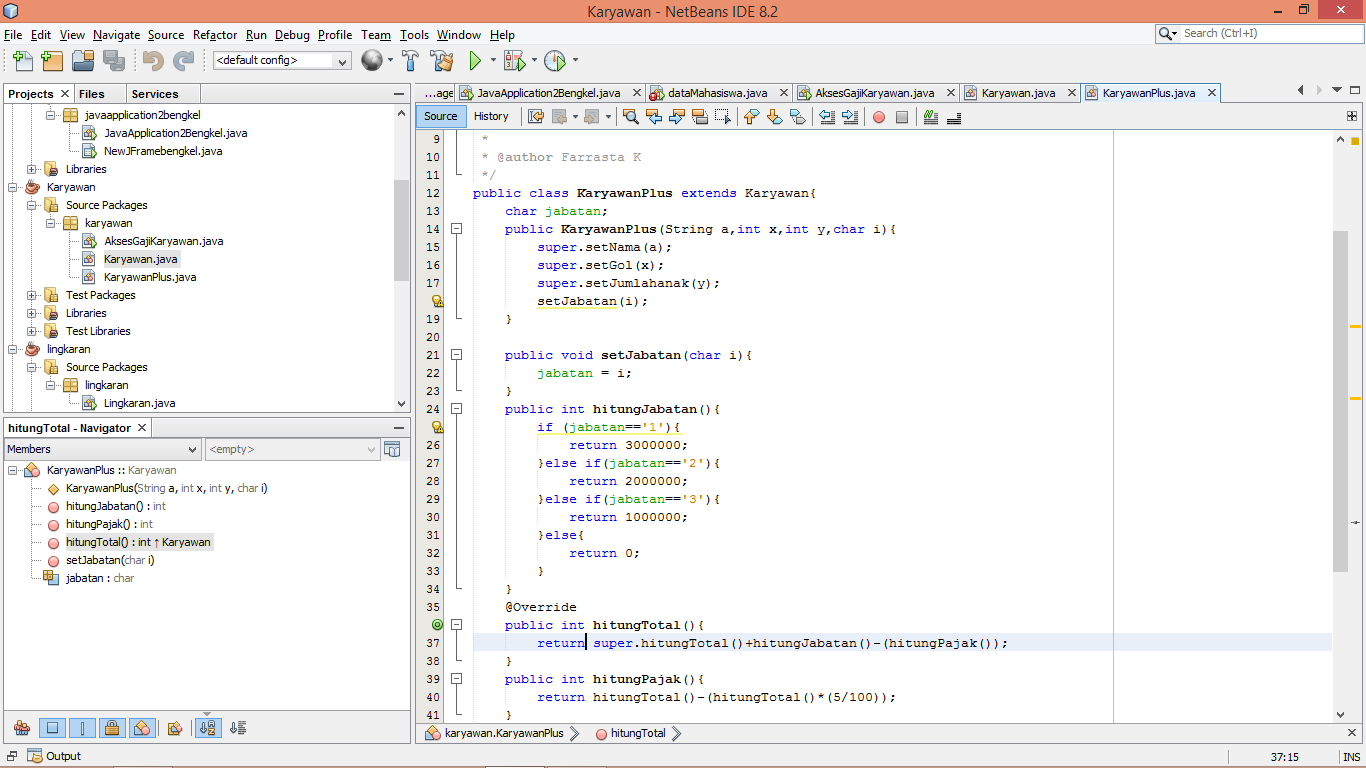 Karyawan - NetBeans IDE 8.2
File Edit View Navigate Source Refactor Run Debug Profile Team Tools Window Help
Search (Ctrl+I)
<default config>
Projects Files Services
javaapplication2bengkel
JavaApplication2Bengkel.java
NewJFramebengkel.java
Libraries
Karyawan
Source Packages
karyawan
AksesGajiKaryawan.java
Karyawan.java
KaryawanPlus.java
Test Packages
Libraries
Test Libraries
lingkaran
Source Packages
lingkaran
Lingkaran.java
hitungTotal - Navigator
Members <empty>
KaryawanPlus :: Karyawan
KaryawanPlus(String a, int x, int y, char i)
hitungJabatan() : int
hitungPajak() : int
hitungTotal() : int ↑ Karyawan
setJabatan(char i)
jabatan : char
...age JavaApplication2Bengkel.java dataMahasiswa.java AksesGajiKaryawan.java Karyawan.java KaryawanPlus.java
Source History
9 *
10 * @author Farrasta K
11 */
12 public class KaryawanPlus extends Karyawan{
13 char jabatan;
14 public KaryawanPlus(String a,int x,int y,char i){
15 super.setNama(a);
16 super.setGol(x);
17 super.setJumlahanak(y);
setJabatan(i);
19 }
20
21 public void setJabatan(char i){
22 jabatan = i;
23 }
24 public int hitungJabatan(){
if (jabatan=='1'){
26 return 3000000;
27 }else if(jabatan=='2'){
28 return 2000000;
29 }else if(jabatan=='3'){
30 return 1000000;
31 }else{
32 return 0;
33 }
34 }
35 @Override
public int hitungTotal(){
37 return super.hitungTotal()+hitungJabatan()-(hitungPajak());
38 }
39 public int hitungPajak(){
40 return hitungTotal()-(hitungTotal()*(5/100));
41 }
karyawan.KaryawanPlus hitungTotal
Output
37:15 INS